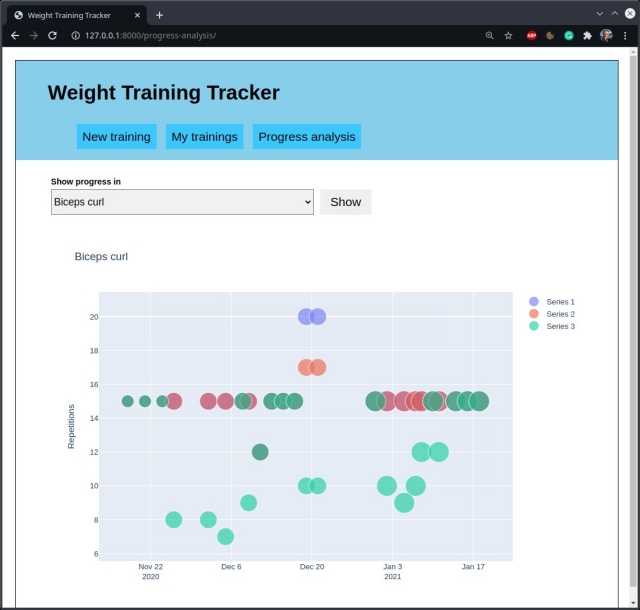 Weight Training Tracker
127.0.0.1:8000/progress-analysis/
ABP
Weight Training Tracker
New training My trainings Progress analysis
Show progress in
Biceps curl Show
Biceps curl
Series 1
Series 2
Series 3
Repetitions
20
18
16
14
12
10
8
6
Nov 22 Dec 6 Dec 20 Jan 3 Jan 17
2020 2021